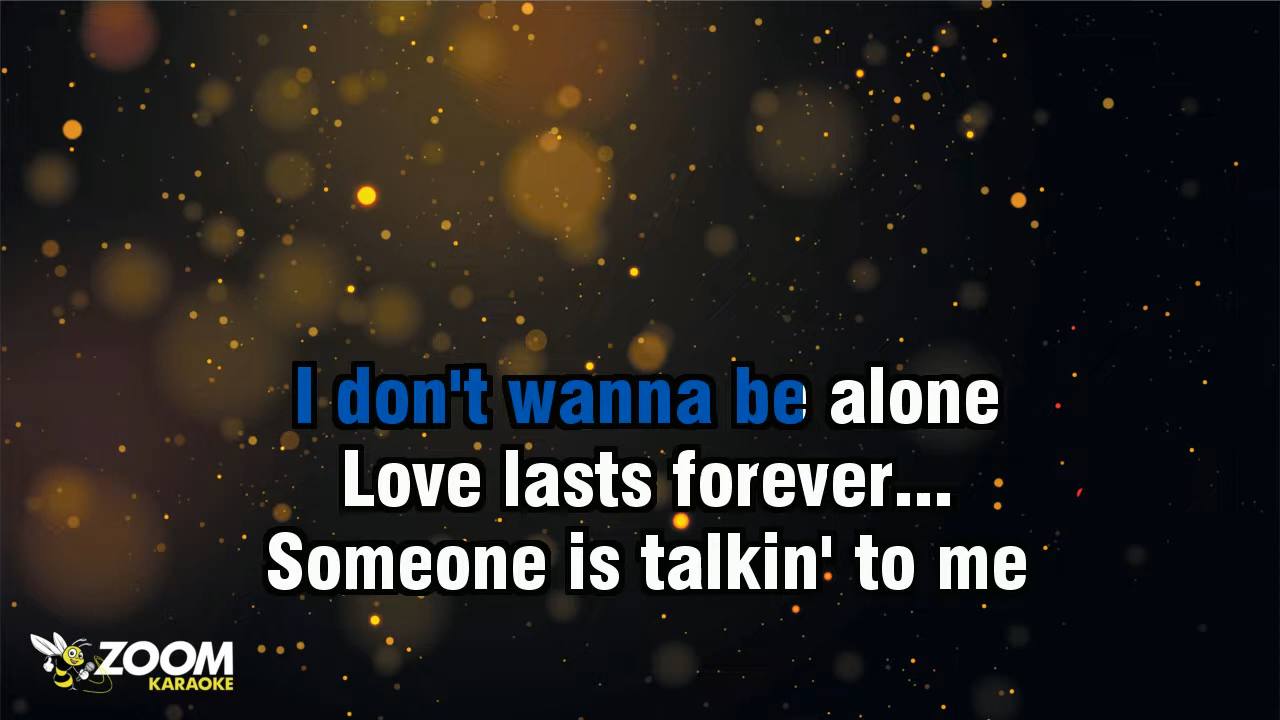 I don't wanna be alone
Love lasts forever...
Someone is talkin' to me
ZOOM
KARAOKE